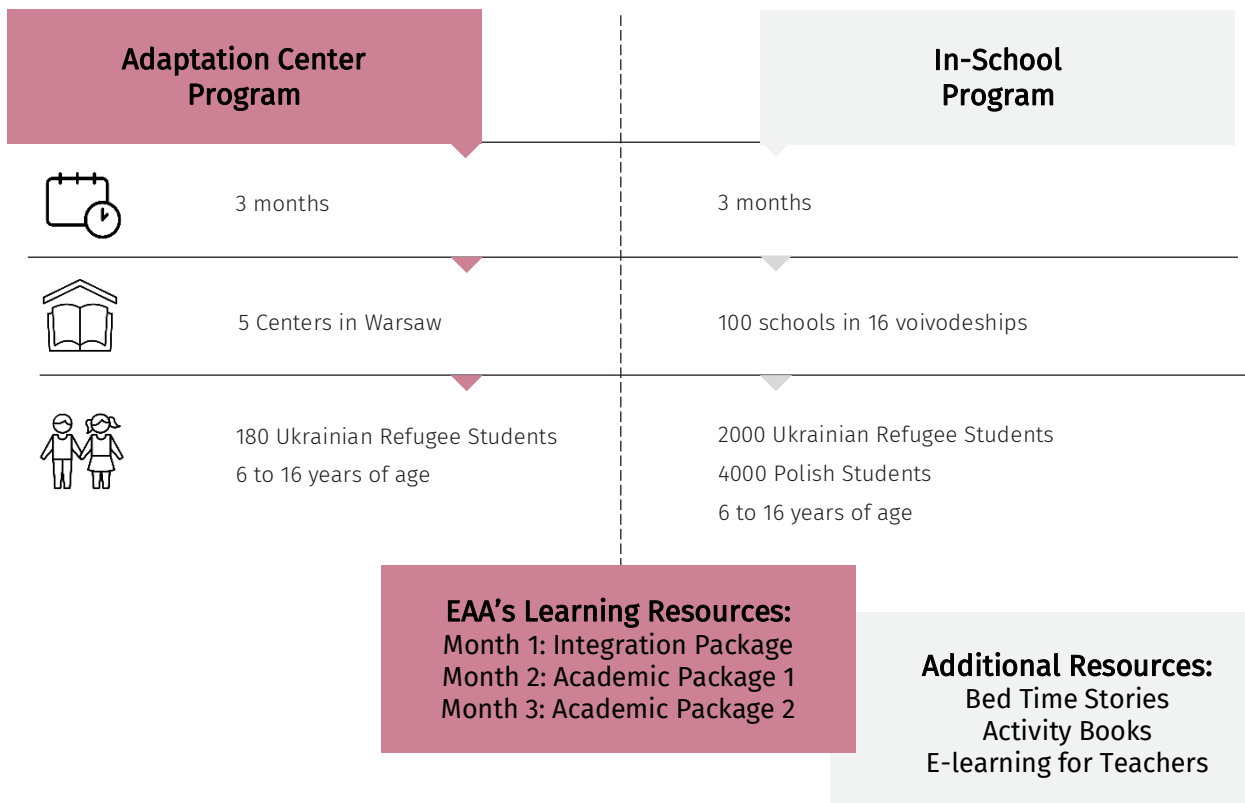 Adaptation Center
Program
In-School
Program
3 months
3 months
5 Centers in Warsaw
100 schools in 16 voivodeships
180 Ukrainian Refugee Students
6 to 16 years of age
2000 Ukrainian Refugee Students
4000 Polish Students
6 to 16 years of age
EAA’s Learning Resources:
Month 1: Integration Package
Month 2: Academic Package 1
Month 3: Academic Package 2
Additional Resources:
Bed Time Stories
Activity Books
E-learning for Teachers